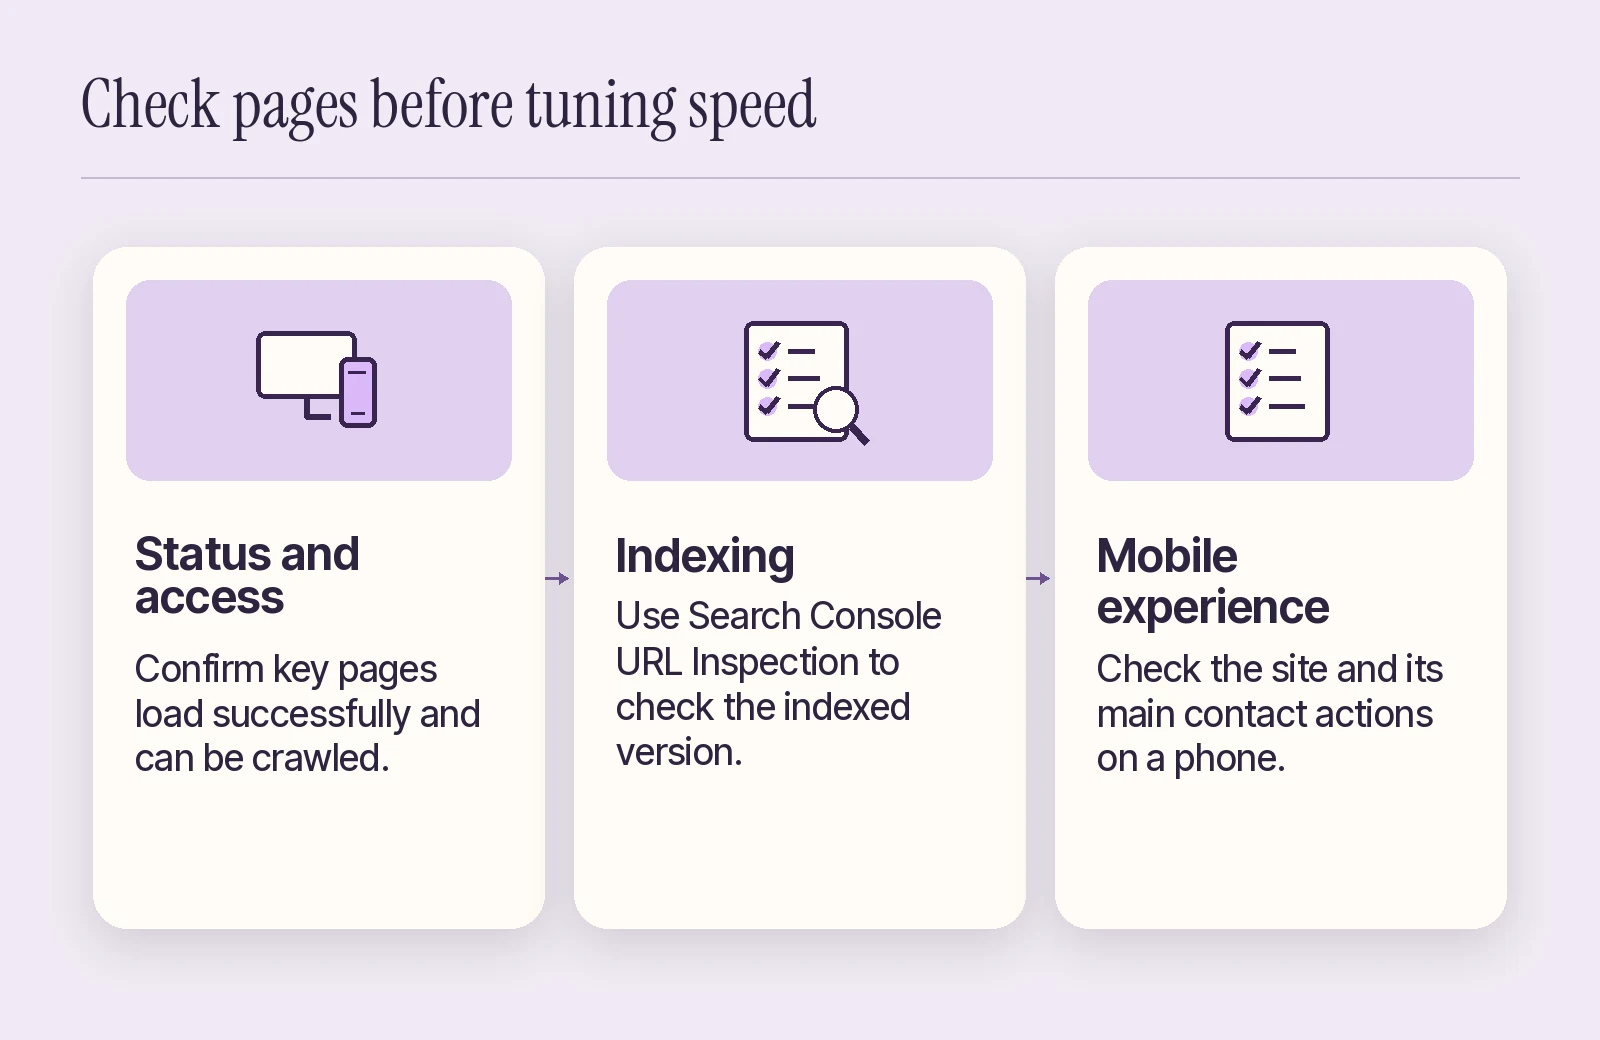 Check pages before tuning speed
Status and
access
Confirm key pages
load successfully and
can be crawled.
Indexing
Use Search Console
URL Inspection to
check the indexed
version.
Mobile
experience
Check the site and its
main contact actions
on a phone.